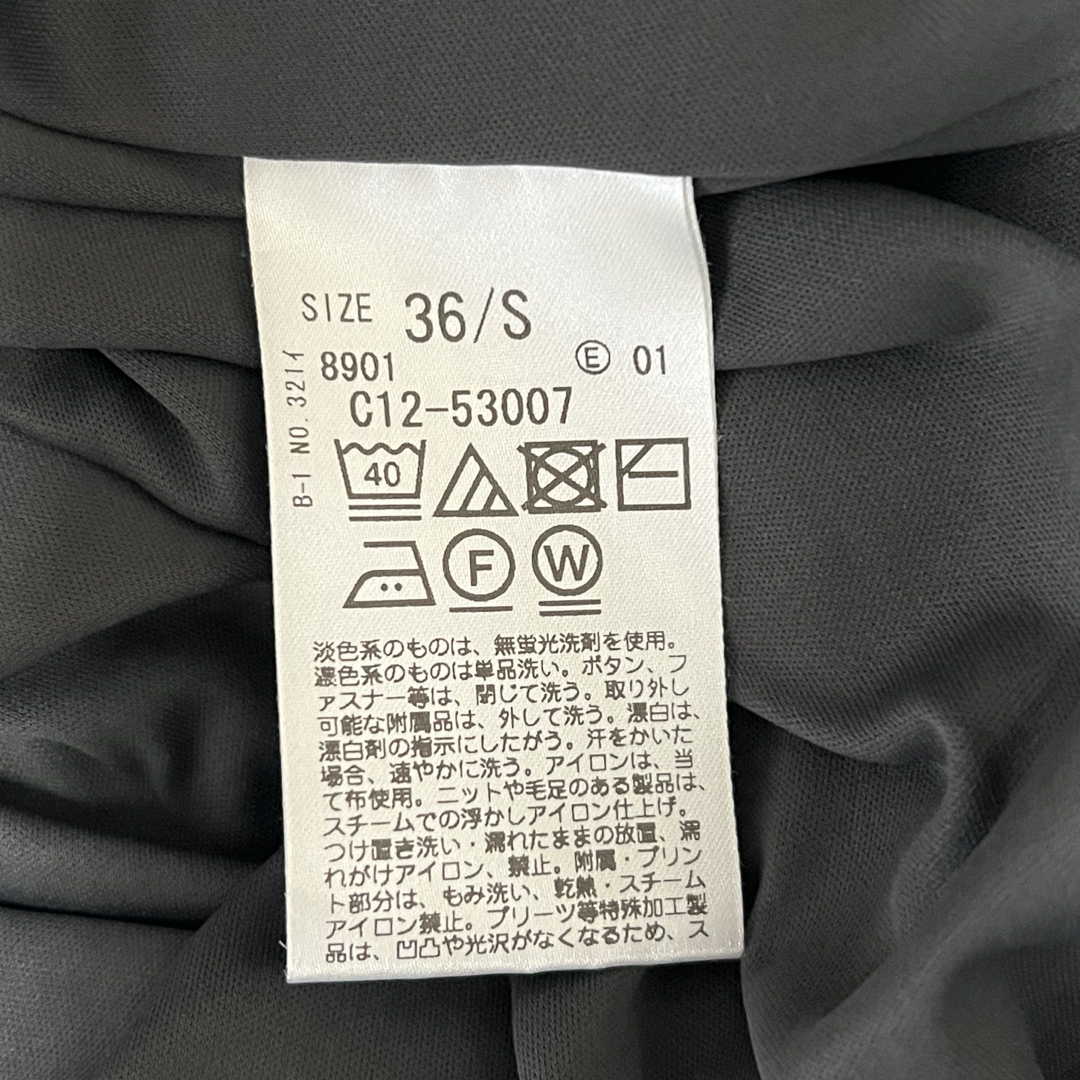 SIZE 36/S
8901 Ⓔ 01
C12-53007
B-1 NO.321イ
40
F W
淡色系のものは、無蛍光洗剤を使用。
濃色系のものは単品洗い。ボタン、フ
ァスナー等は、閉じて洗う。取り外し
可能な附属品は、外して洗う。漂白は、
漂白剤の指示にしたがう。汗をかいた
場合、速やかに洗う。アイロンは、当
て布使用。ニットや毛足のある製品は、
スチームでの浮かしアイロン仕上げ。
つけ置き洗い・濡れたままの放置、濡
れがけアイロン、禁止。附属・プリン
ト部分は、もみ洗い、乾熱・スチーム
アイロン禁止。プリーツ等特殊加工製
品は、凹凸や光沢がなくなるため、ス